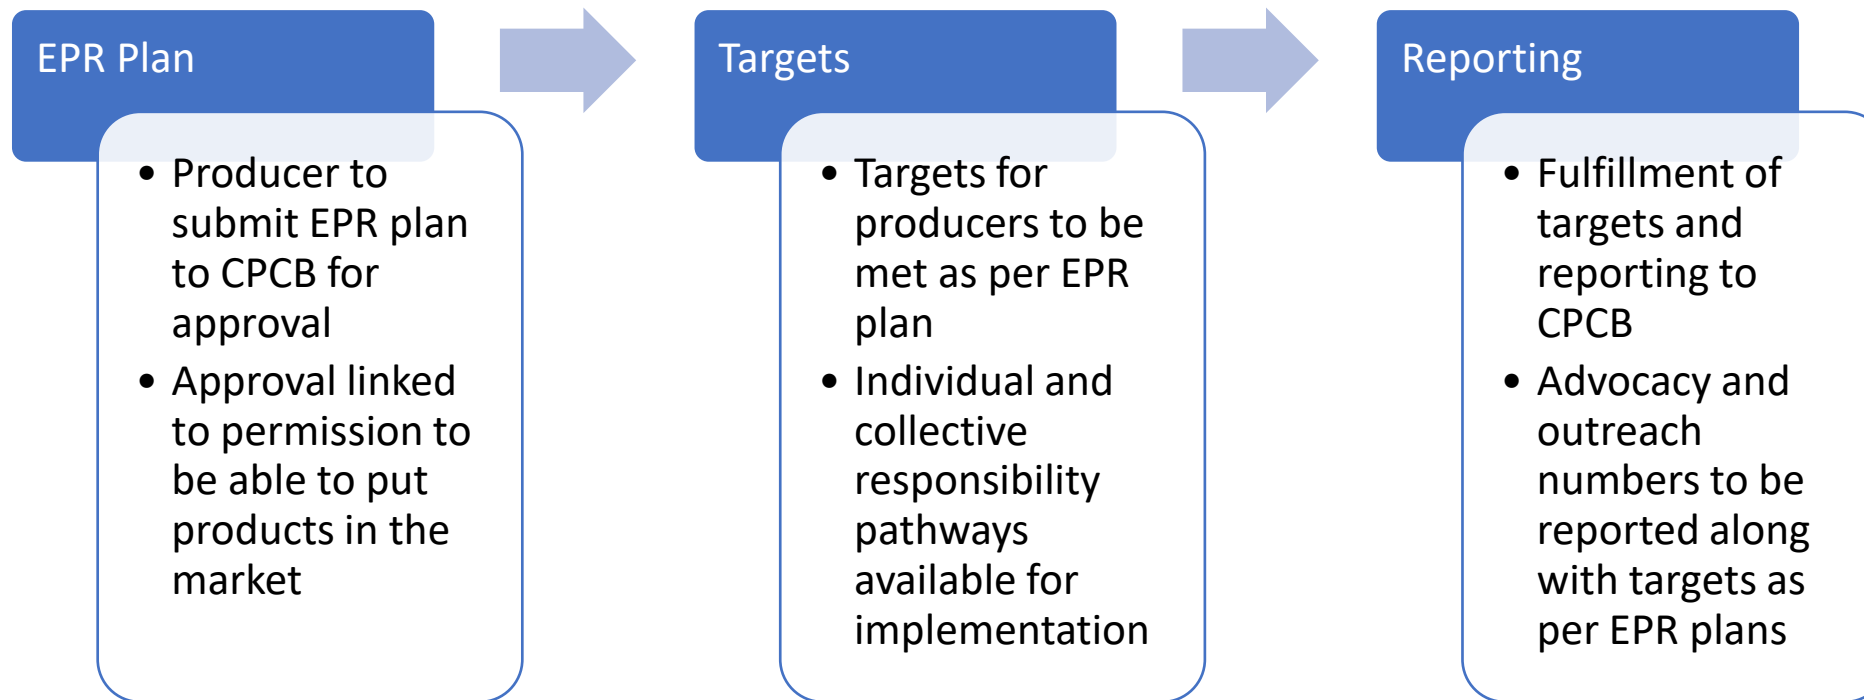 EPR Plan
• Producer to
submit EPR plan
to CPCB for
approval
• Approval linked
to permission to
be able to put
products in the
market
Targets
• Targets for
producers to be
met as per EPR
plan
• Individual and
collective
responsibility
pathways
available for
implementation
Reporting
• Fulfillment of
targets and
reporting to
CPCB
• Advocacy and
outreach
numbers to be
reported along
with targets as
per EPR plans